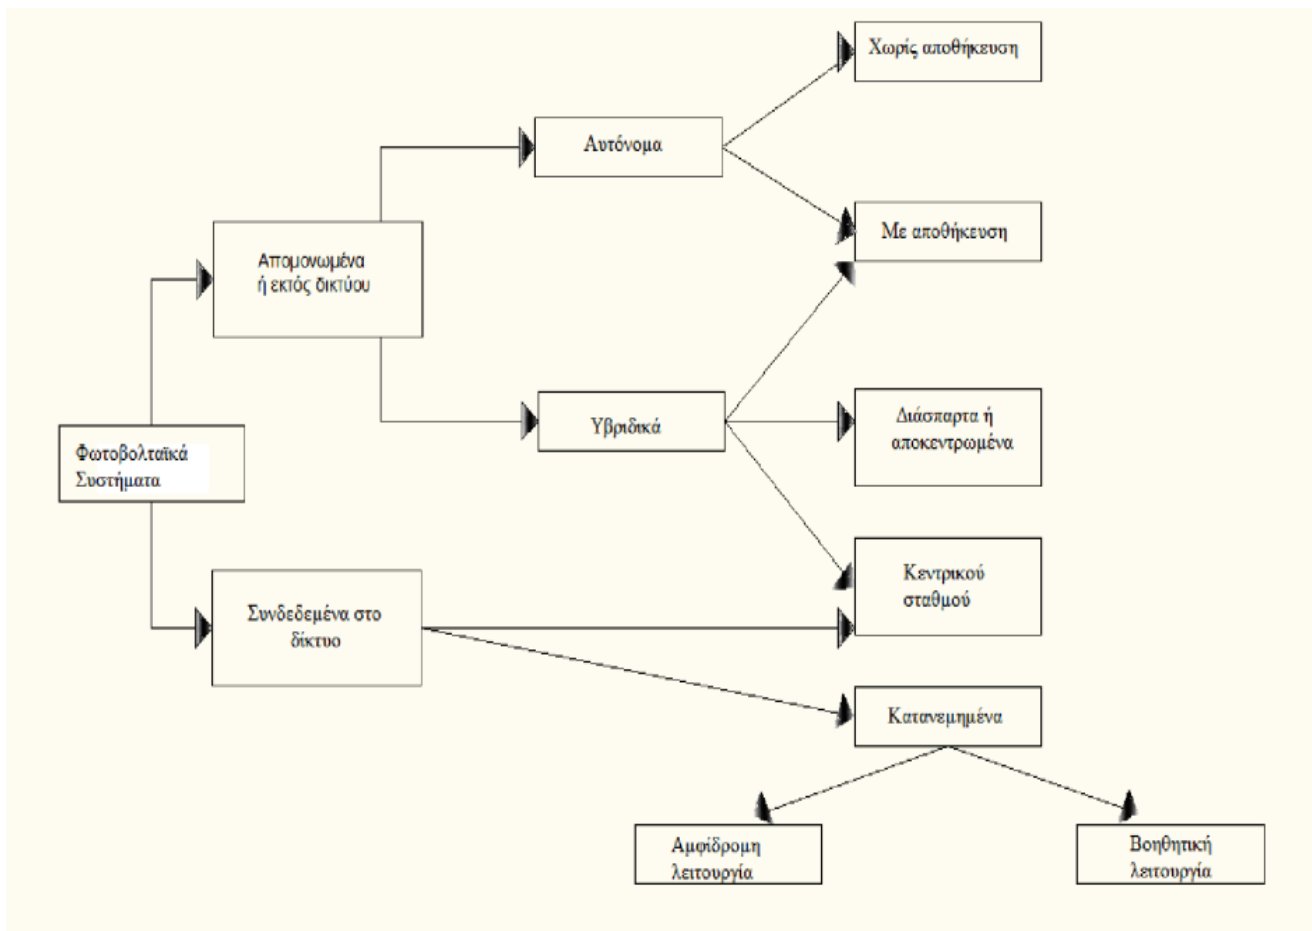 Χωρίς αποθήκευση
Αυτόνομα
Με αποθήκευση
Απομονωμένα
ή εκτός δικτύου
Υβριδικά
Διάσπαρτα ή
αποκεντρωμένα
Φωτοβολταϊκά
Συστήματα
Κεντρικού
σταθμού
Συνδεδεμένα στο
δίκτυο
Κατανεμημένα
Αμφίδρομη
λειτουργία
Βοηθητική
λειτουργία